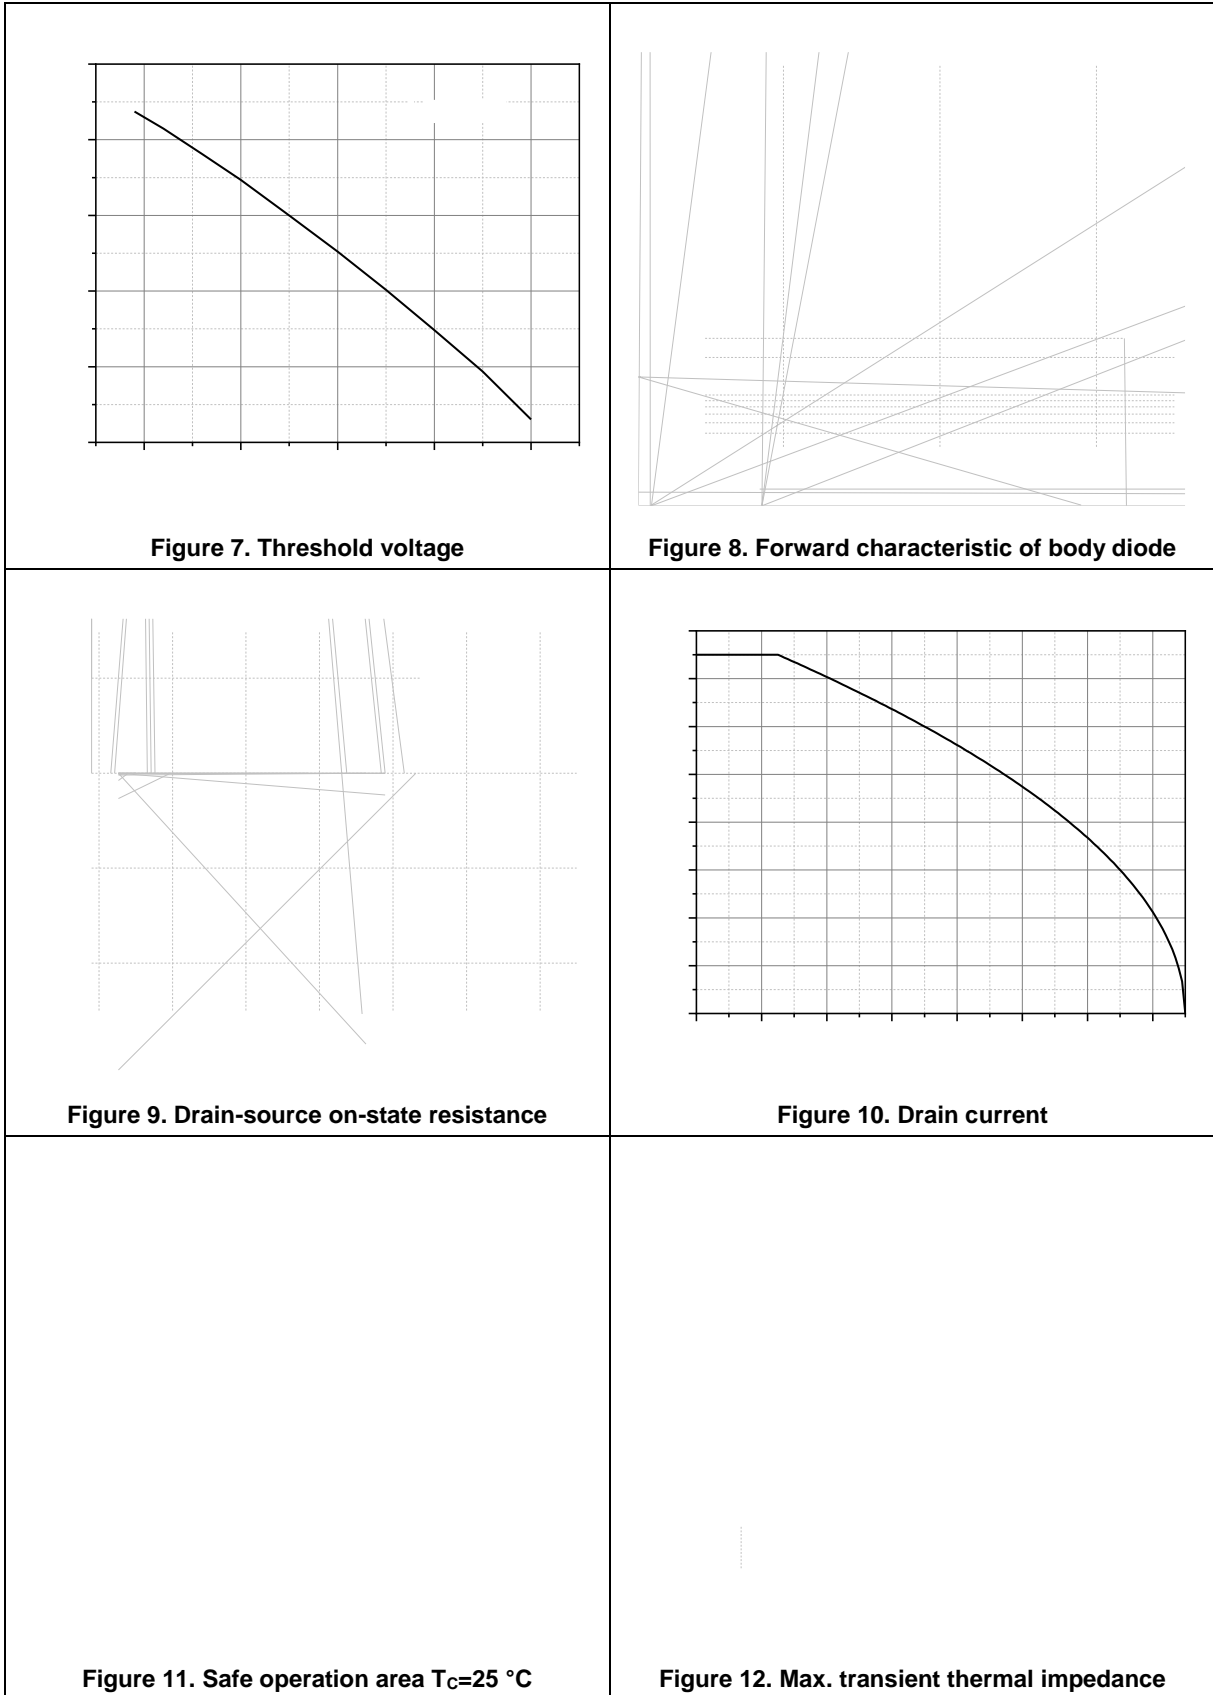 Figure 7. Threshold voltage
Figure 8. Forward characteristic of body diode
Figure 9. Drain-source on-state resistance
Figure 10. Drain current
Figure 11. Safe operation area TC=25 °C
Figure 12. Max. transient thermal impedance